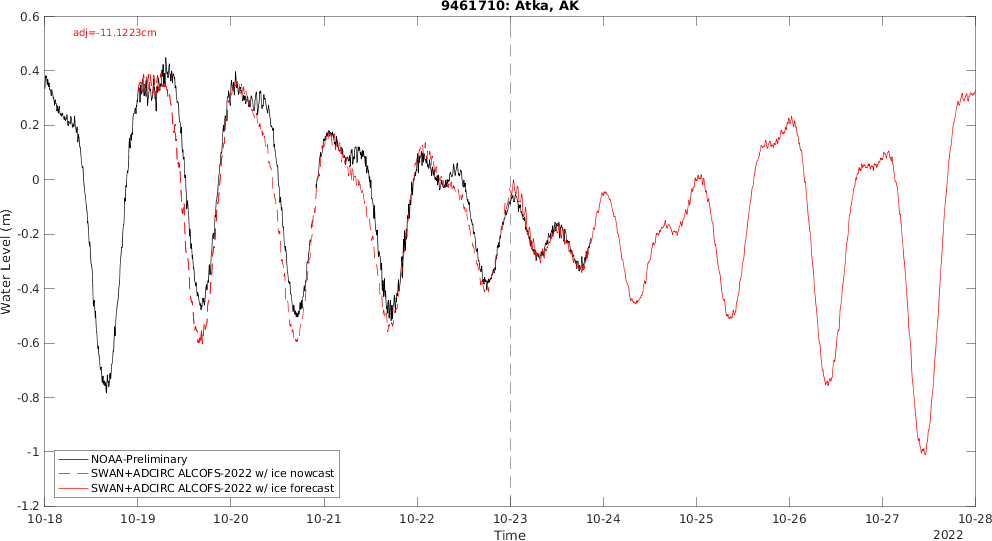 9461710: Atka, AK
adj=-11.1223cm
0.6
0.4
0.2
0
-0.2
-0.4
-0.6
-0.8
-1
-1.2
Water Level (m)
NOAA-Preliminary
SWAN+ADCIRC ALCOFS-2022 w/ ice nowcast
SWAN+ADCIRC ALCOFS-2022 w/ ice forecast
10-18 10-19 10-20 10-21 10-22 10-23 10-24 10-25 10-26 10-27 10-28
Time
2022